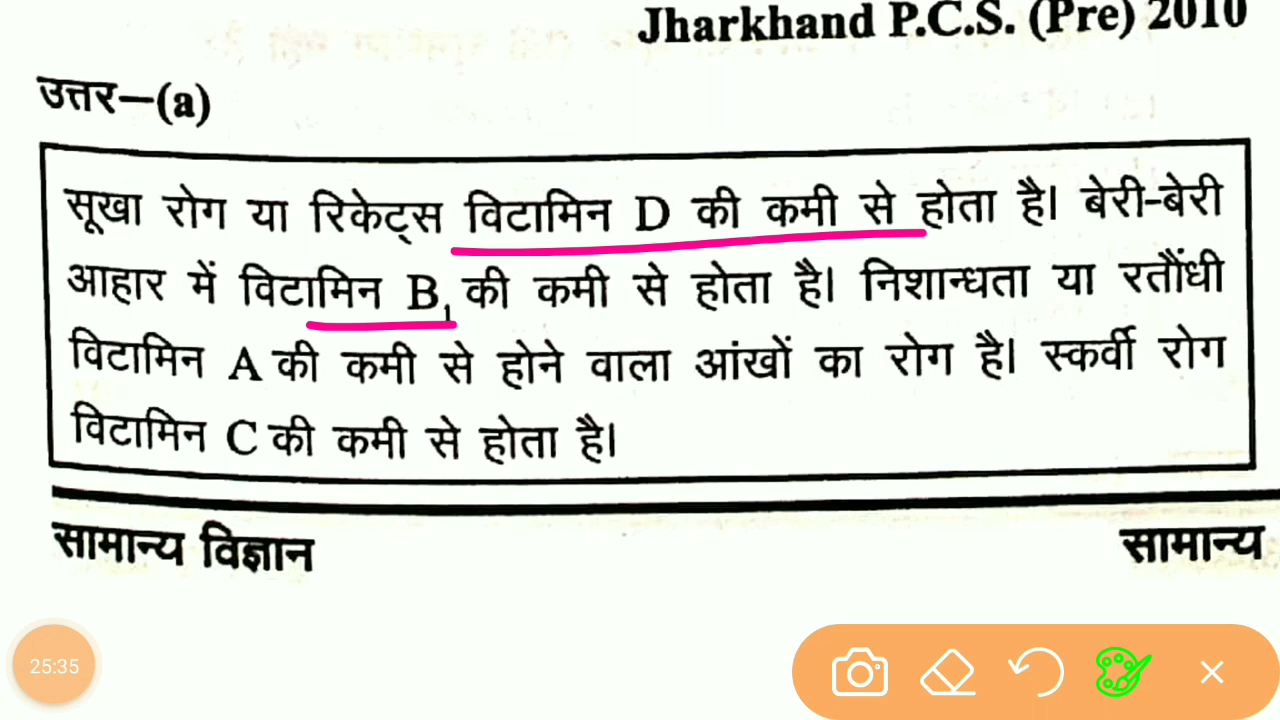 Jharkhand P.C.S. (Pre) 2010
उत्तर—(a)
सूखा रोग या रिकेट्स विटामिन D की कमी से होता है। बेरी-बेरी
आहार में विटामिन B₁ की कमी से होता है। निशान्धता या रतौंधी
विटामिन A की कमी से होने वाला आंखों का रोग है। स्कर्वी रोग
विटामिन C की कमी से होता है।
सामान्य विज्ञान सामान्य
25:35